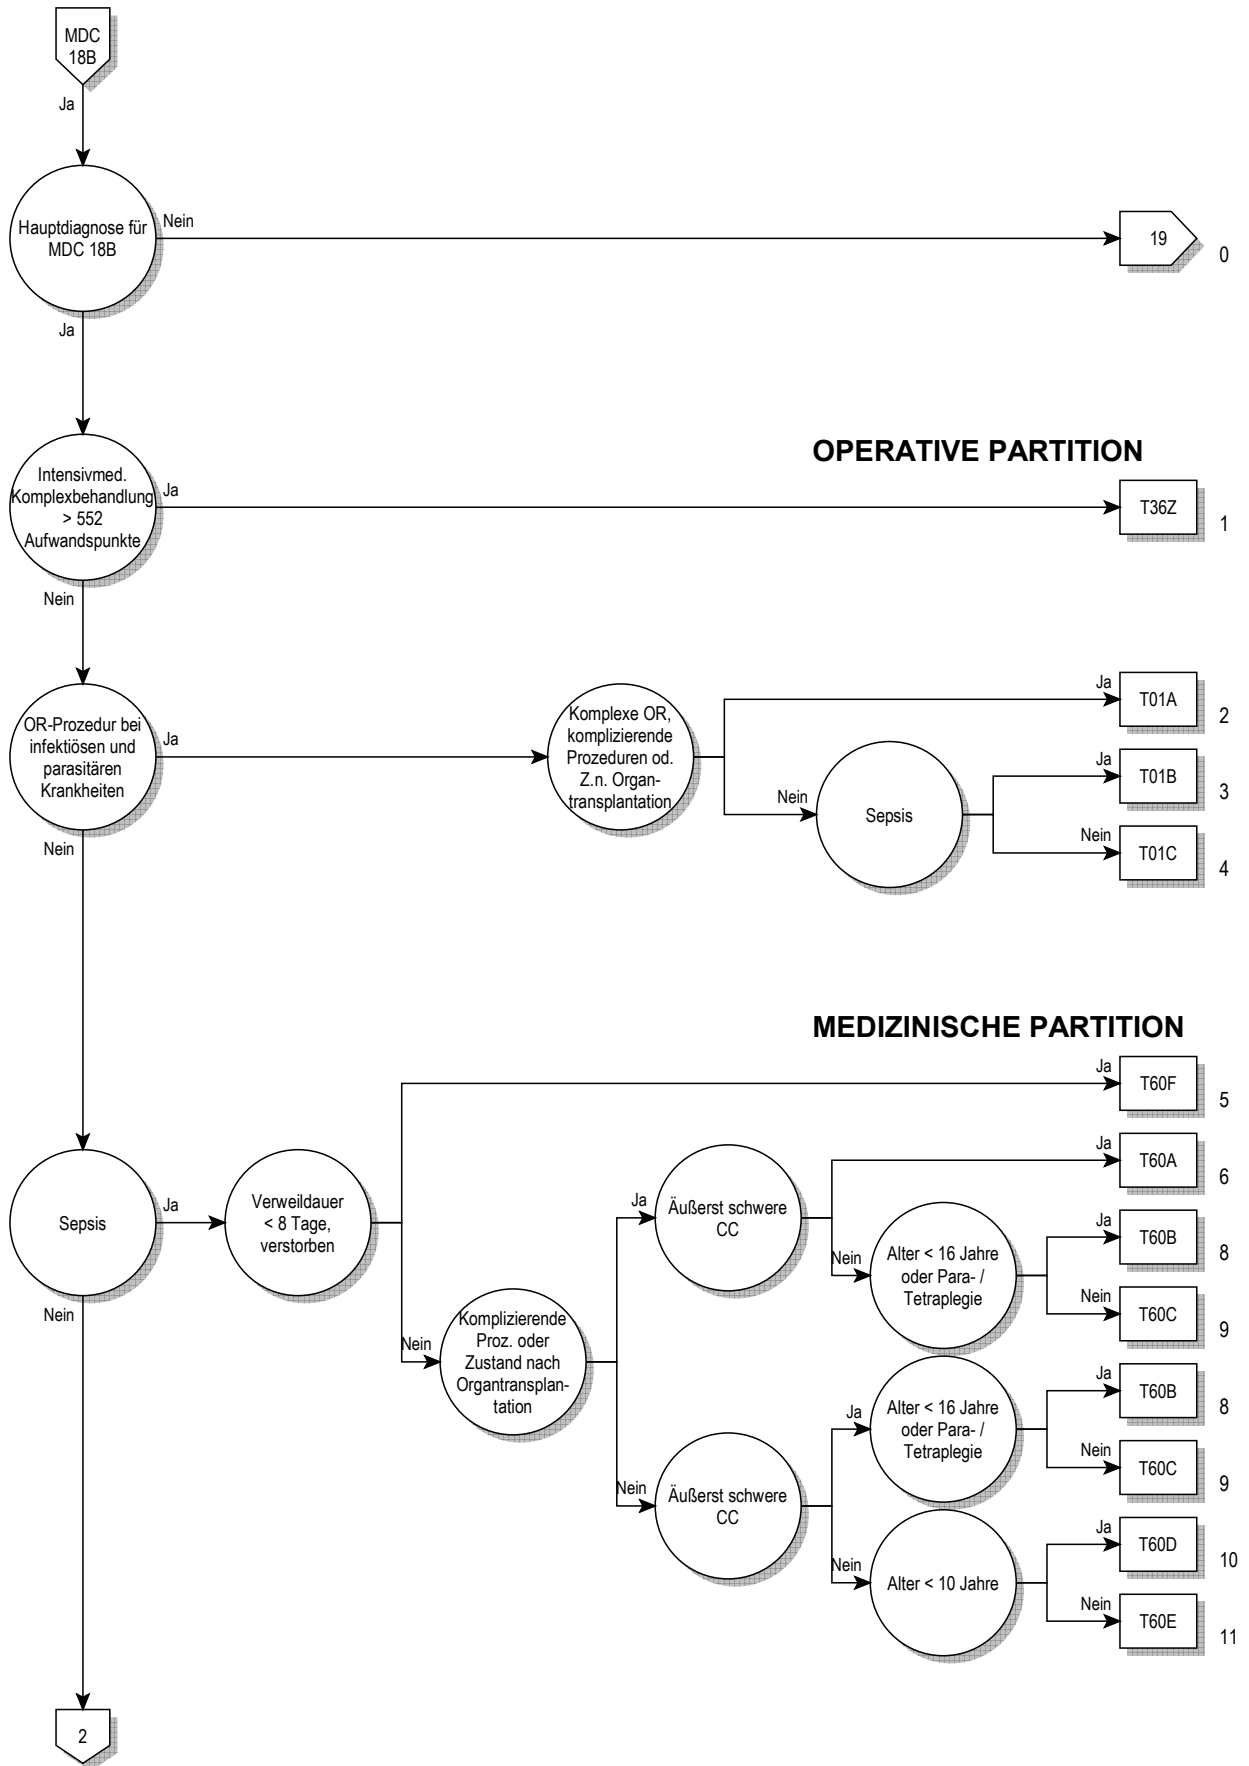 MDC
18B
Ja
Hauptdiagnose für
MDC 18B
Nein
19
0
Ja
OPERATIVE PARTITION
Intensivmed.
Komplexbehandlung
> 552
Aufwandspunkte
Ja
T36Z
1
Nein
OR-Prozedur bei
infektiösen und
parasitären
Krankheiten
Ja
Komplexe OR,
komplizierende
Prozeduren od.
Z.n. Organ-
transplantation
Ja
T01A
2
Nein
Sepsis
Ja
T01B
3
Nein
T01C
4
Nein
MEDIZINISCHE PARTITION
Sepsis
Ja
Verweildauer
< 8 Tage,
verstorben
Ja
T60F
5
Nein
Komplizierende
Proz. oder
Zustand nach
Organtransplan-
tation
Ja
Äußerst schwere
CC
Ja
T60A
6
Nein
Alter < 16 Jahre
oder Para- /
Tetraplegie
Ja
T60B
8
Nein
T60C
9
Nein
Äußerst schwere
CC
Ja
Alter < 16 Jahre
oder Para- /
Tetraplegie
Ja
T60B
8
Nein
T60C
9
Nein
Alter < 10 Jahre
Ja
T60D
10
Nein
T60E
11
Nein
2